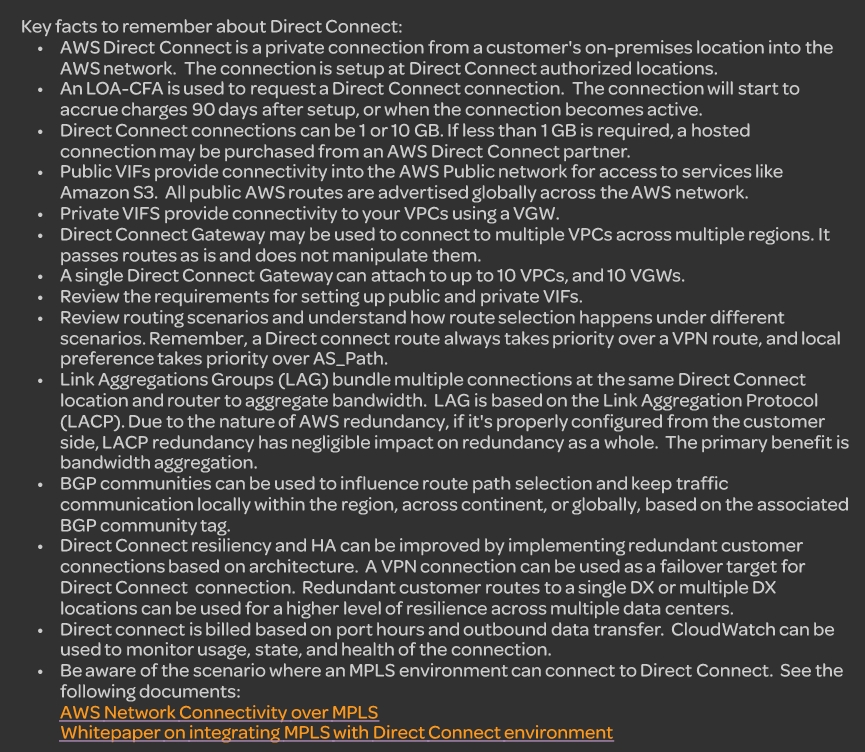 Key facts to remember about Direct Connect:
• AWS Direct Connect is a private connection from a customer's on-premises location into the
AWS network.  The connection is setup at Direct Connect authorized locations.
• An LOA-CFA is used to request a Direct Connect connection.  The connection will start to
accrue charges 90 days after setup, or when the connection becomes active.
• Direct Connect connections can be 1 or 10 GB. If less than 1 GB is required, a hosted
connection may be purchased from an AWS Direct Connect partner.
• Public VIFs provide connectivity into the AWS Public network for access to services like
Amazon S3.  All public AWS routes are advertised globally across the AWS network.
• Private VIFS provide connectivity to your VPCs using a VGW.
• Direct Connect Gateway may be used to connect to multiple VPCs across multiple regions. It
passes routes as is and does not manipulate them.
• A single Direct Connect Gateway can attach to up to 10 VPCs, and 10 VGWs.
• Review the requirements for setting up public and private VIFs.
• Review routing scenarios and understand how route selection happens under different
scenarios. Remember, a Direct connect route always takes priority over a VPN route, and local
preference takes priority over AS_Path.
• Link Aggregations Groups (LAG) bundle multiple connections at the same Direct Connect
location and router to aggregate bandwidth.  LAG is based on the Link Aggregation Protocol
(LACP). Due to the nature of AWS redundancy, if it's properly configured from the customer
side, LACP redundancy has negligible impact on redundancy as a whole.  The primary benefit is
bandwidth aggregation.
• BGP communities can be used to influence route path selection and keep traffic
communication locally within the region, across continent, or globally, based on the associated
BGP community tag.
• Direct Connect resiliency and HA can be improved by implementing redundant customer
connections based on architecture.  A VPN connection can be used as a failover target for
Direct Connect  connection.  Redundant customer routes to a single DX or multiple DX
locations can be used for a higher level of resilience across multiple data centers.
• Direct connect is billed based on port hours and outbound data transfer.  CloudWatch can be
used to monitor usage, state, and health of the connection.
• Be aware of the scenario where an MPLS environment can connect to Direct Connect.  See the
following documents:
AWS Network Connectivity over MPLS
Whitepaper on integrating MPLS with Direct Connect environment